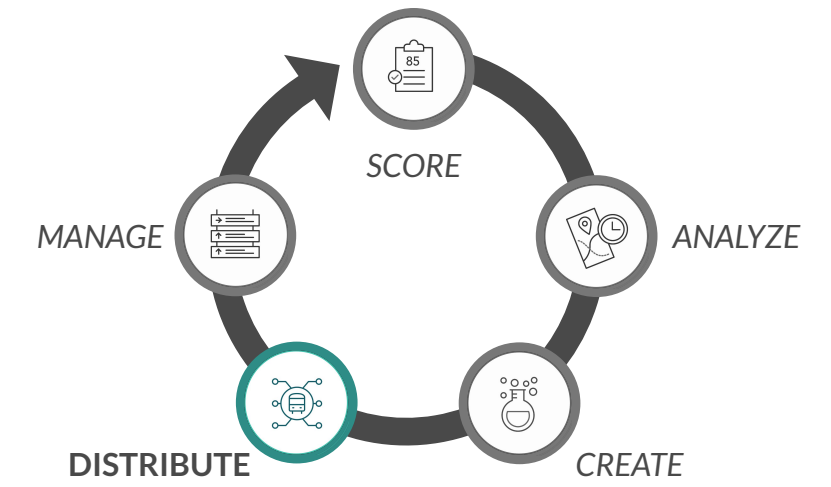 85
SCORE
MANAGE
ANALYZE
DISTRIBUTE
CREATE